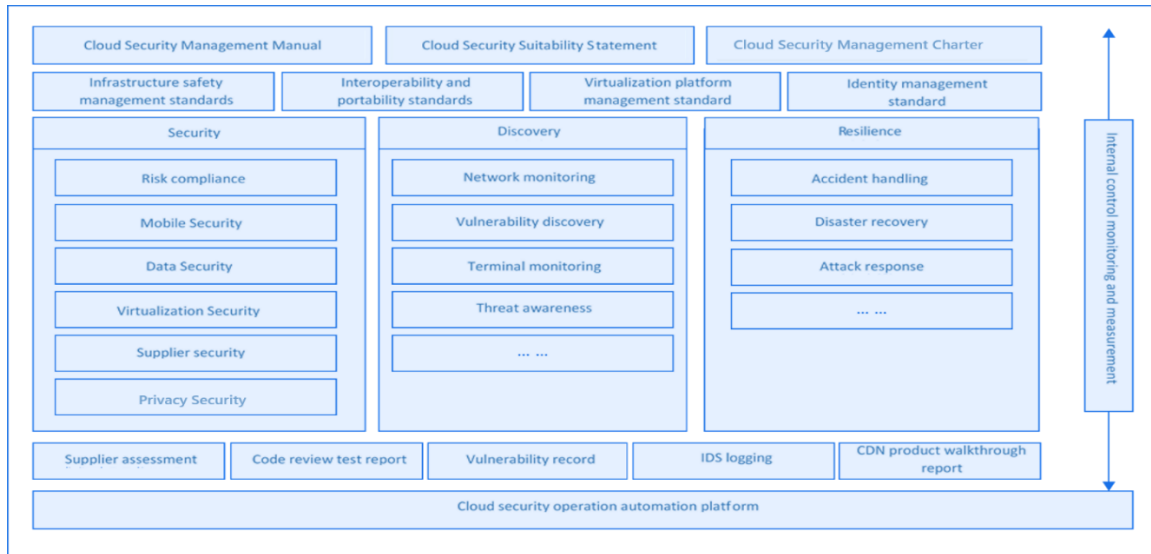 Cloud Security Management Manual
Cloud Security Suitability Statement
Cloud Security Management Charter
Infrastructure safety
management standards
Interoperability and
portability standards
Virtualization platform
management standard
Identity management
standard
Security
Risk compliance
Mobile Security
Data Security
Virtualization Security
Supplier security
Privacy Security
Discovery
Network monitoring
Vulnerability discovery
Terminal monitoring
Threat awareness
... ...
Resilience
Accident handling
Disaster recovery
Attack response
... ...
Supplier assessment
Code review test report
Vulnerability record
IDS logging
CDN product walkthrough
report
Cloud security operation automation platform
Internal control monitoring and measurement